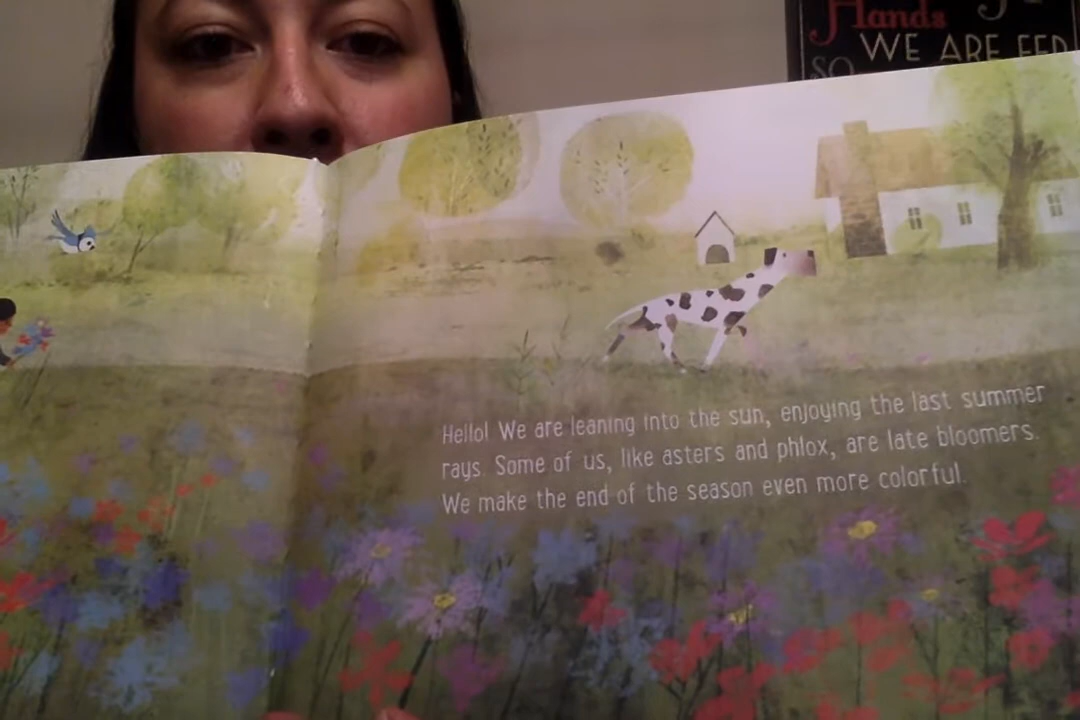 Hands
WE ARE FED
SO
Hello! We are leaning into the sun, enjoying the last summer
rays. Some of us, like asters and phlox, are late bloomers.
We make the end of the season even more colorful.